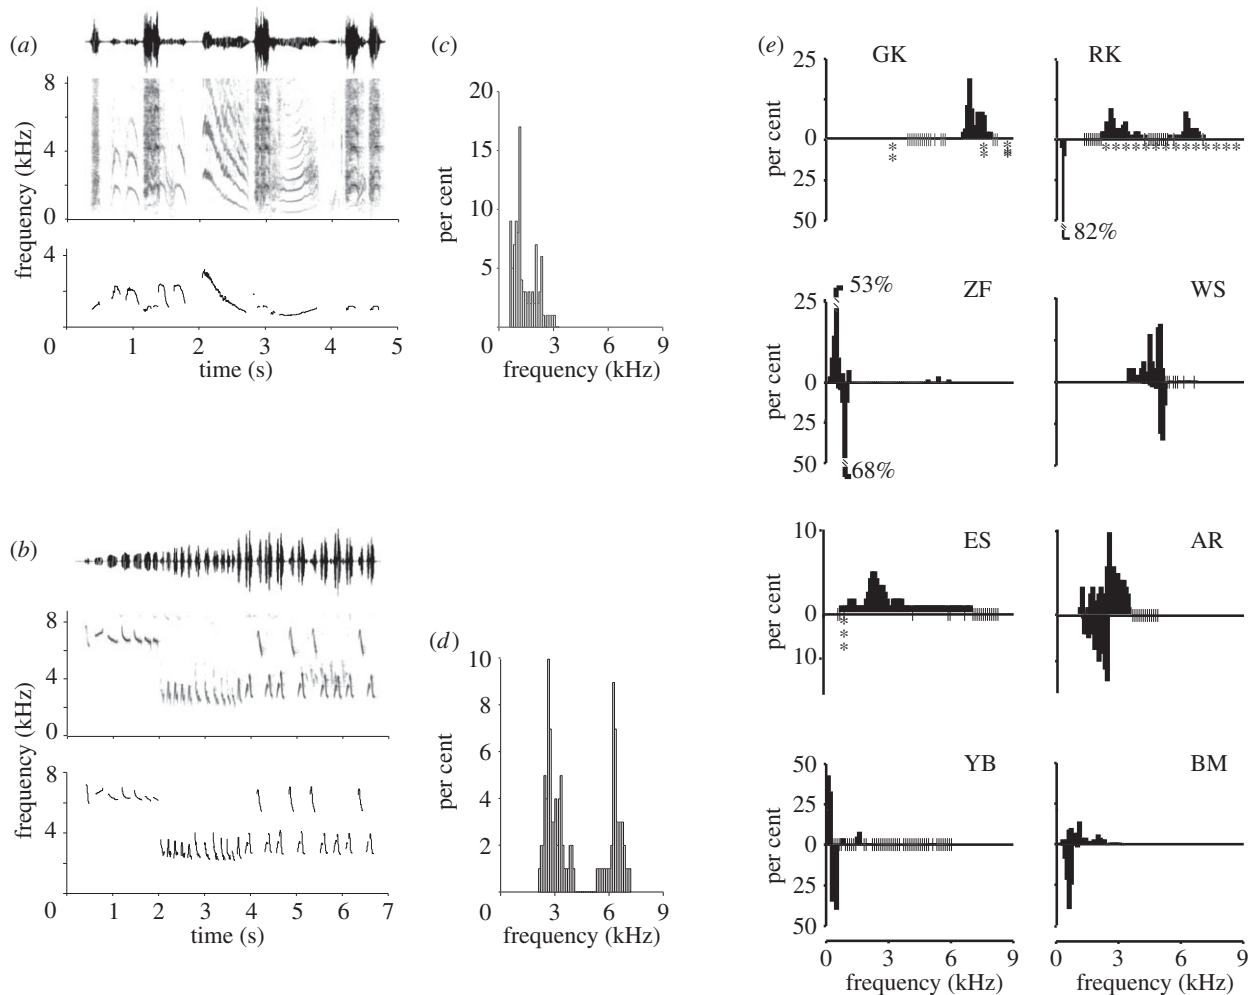 (a)
8
4
0
frequency (kHz)
4
0
1 2 3 4 5
time (s)
(c)
20
15
10
5
0
per cent
3 6 9
frequency (kHz)
(b)
8
4
0
frequency (kHz)
8
4
0
1 2 3 4 5 6 7
time (s)
(d)
10
8
6
4
2
0
per cent
3 6 9
frequency (kHz)
(e)
GK
RK
25
0
25
50
per cent
* * * * *
* * * * * * * * * * * * * *
82%
53%
ZF
WS
25
0
25
50
per cent
68%
ES
AR
10
0
10
per cent
* * *
YB
BM
50
25
0
25
50
per cent
0 3 6 9
0 3 6 9
frequency (kHz)
frequency (kHz)